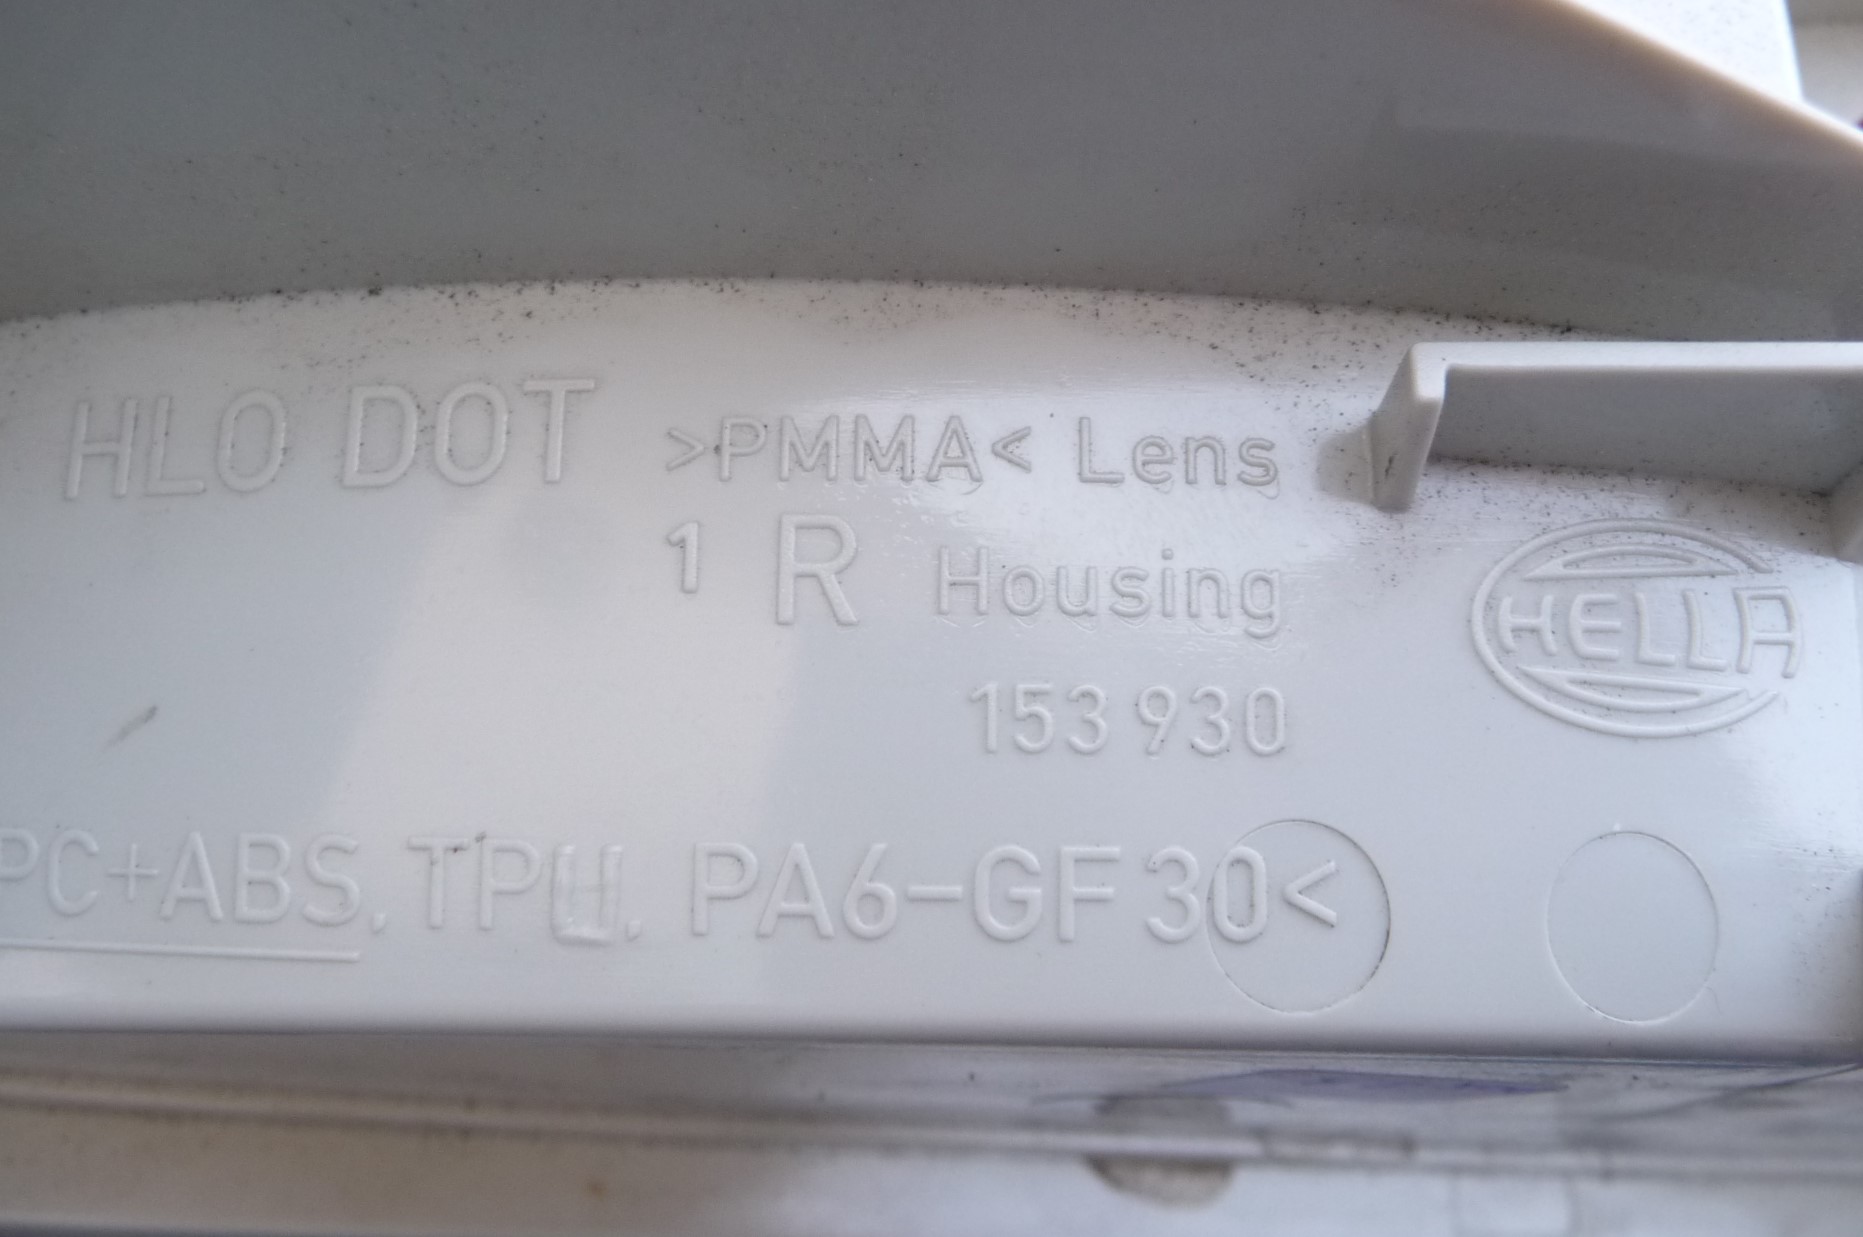 HLO DOT >PMMA< Lens
1 R Housing
HELLA
153 930
PC+ABS, TPU, PA6-GF30<